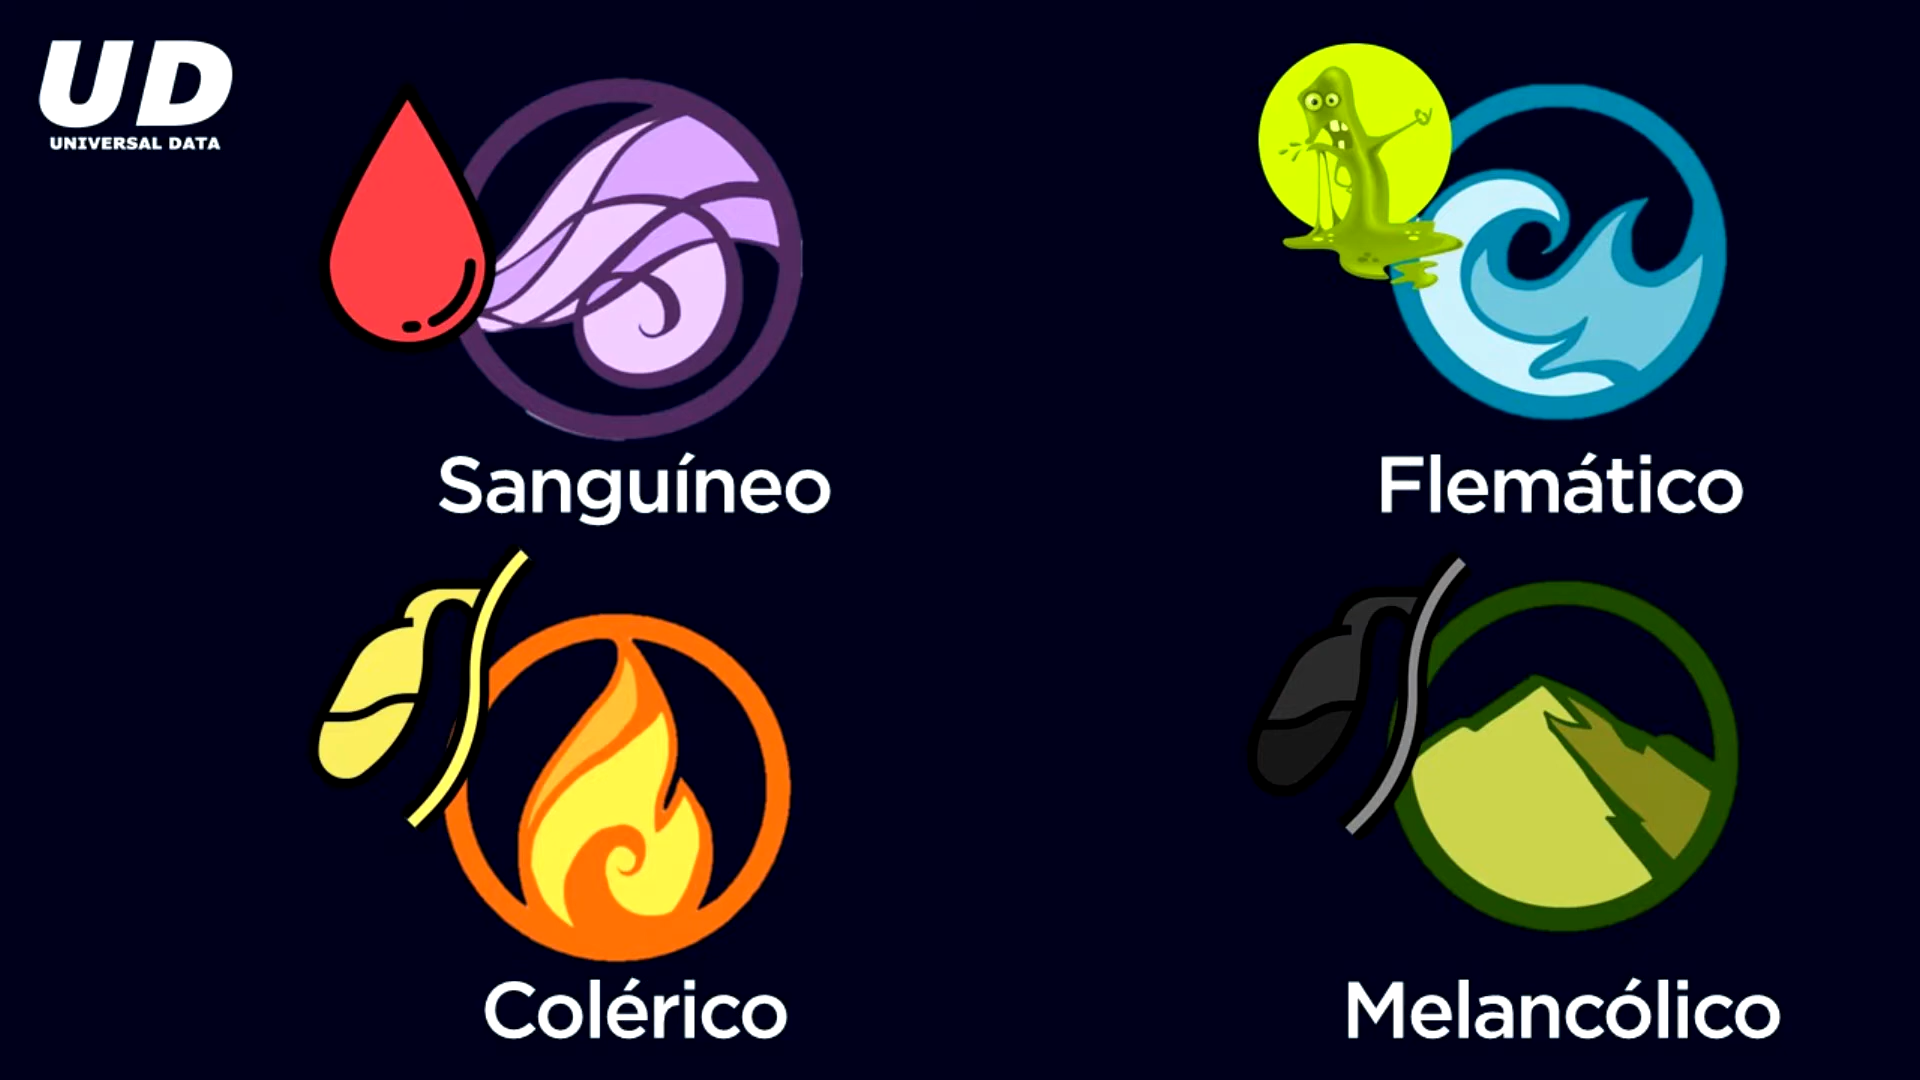 UD
UNIVERSAL DATA
Sanguíneo
Flemático
Colérico
Melancólico